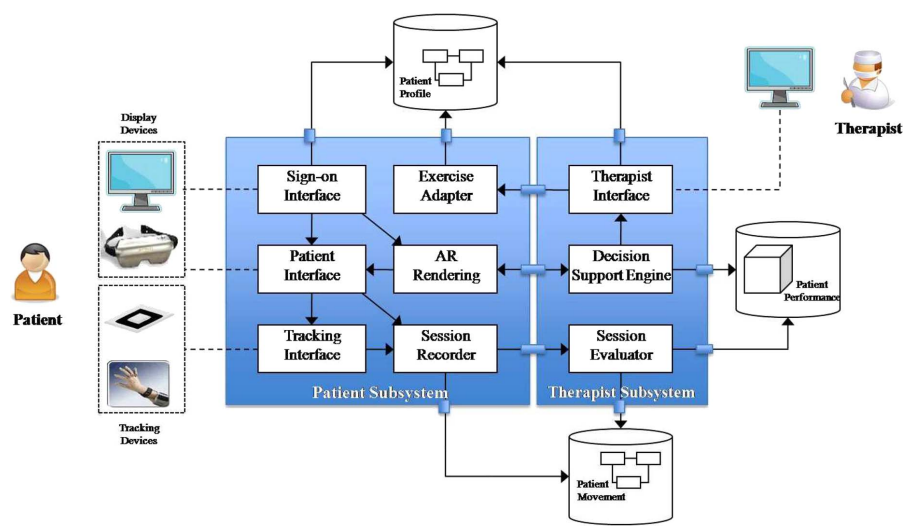 Patient
Profile
Display
Devices
Therapist
Sign-on
Interface
Exercise
Adapter
Therapist
Interface
Patient
Interface
AR
Rendering
Decision
Support Engine
Patient
Performance
Patient
Tracking
Interface
Session
Recorder
Session
Evaluator
Patient Subsystem
Therapist Subsystem
Tracking
Devices
Patient
Movement